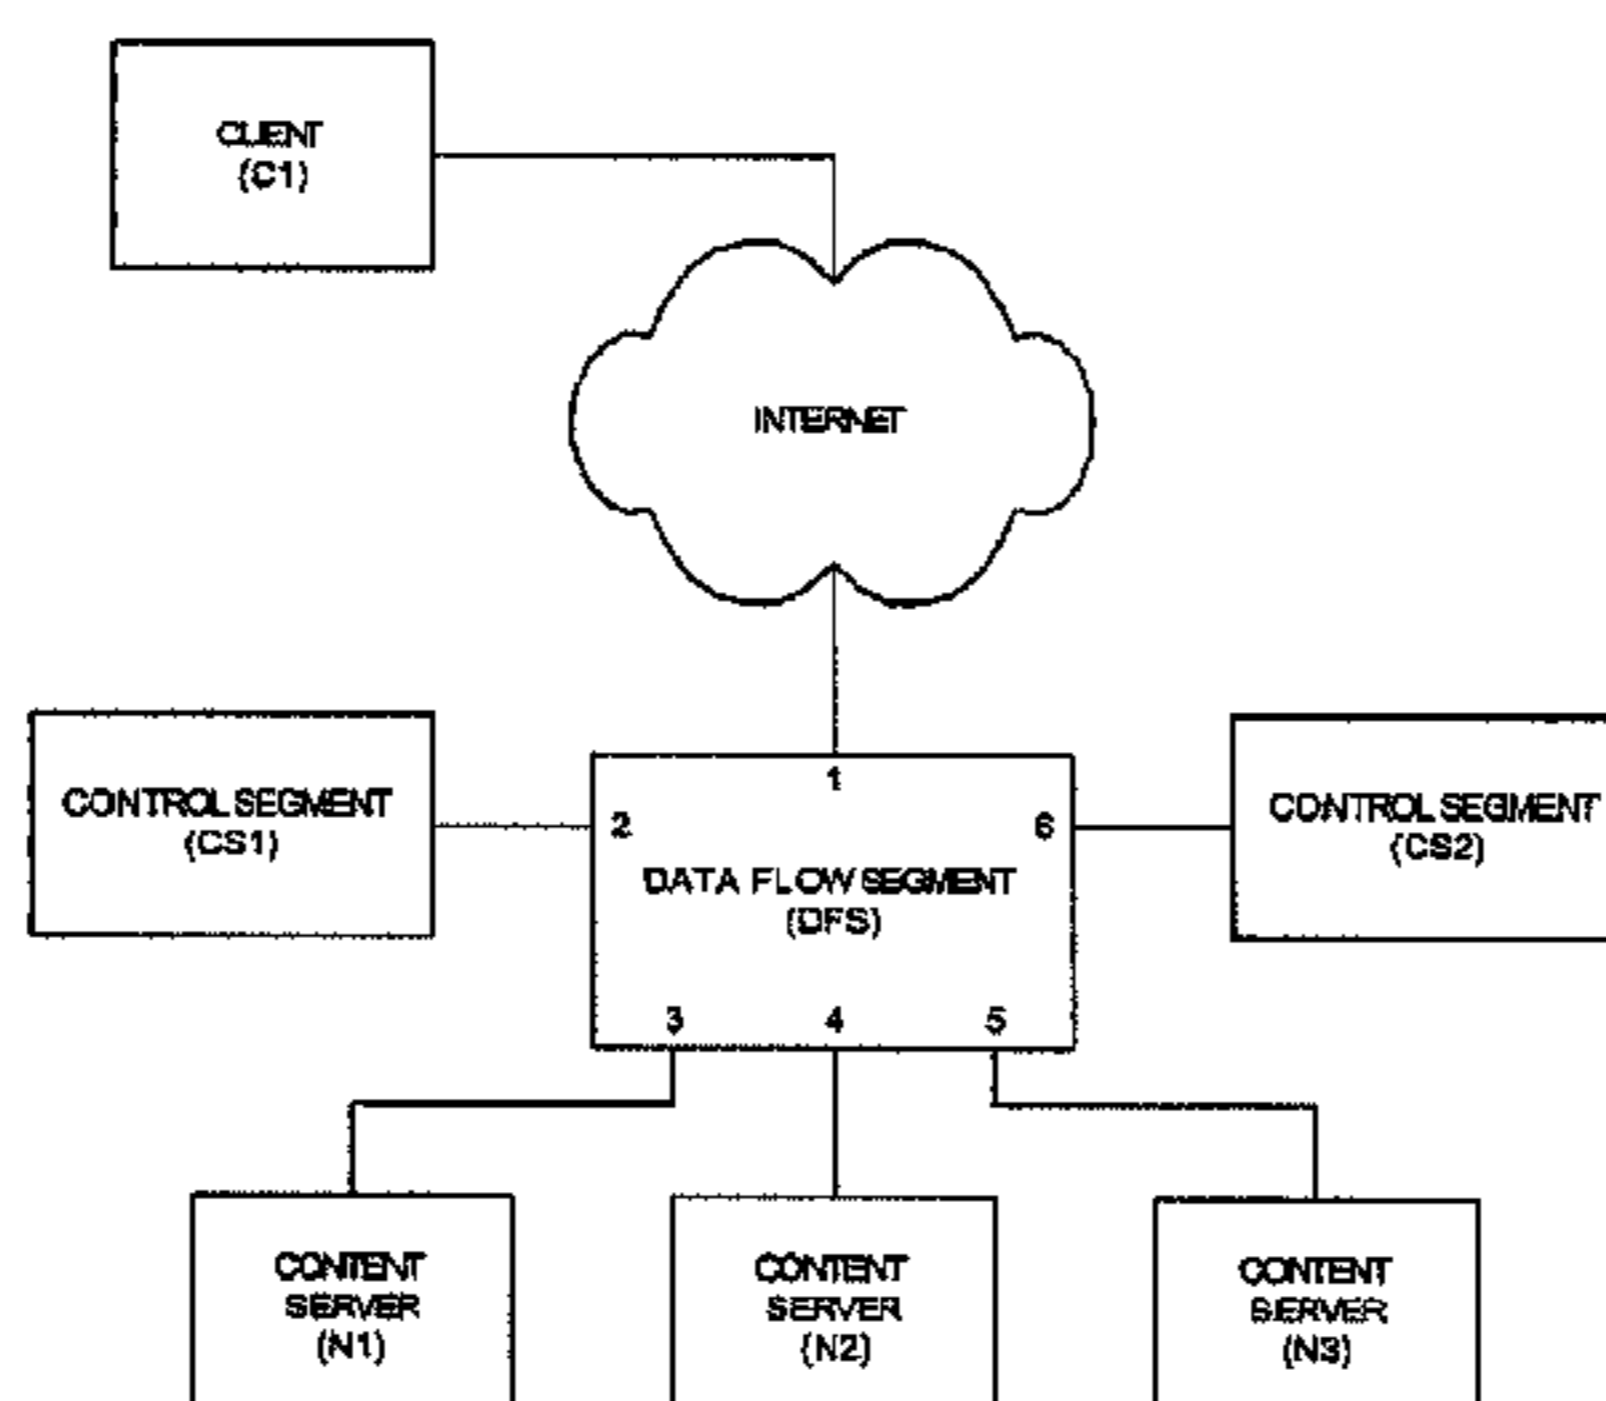 CLIENT
(C1)
INTERNET
CONTROL SEGMENT
(CS1)
1
2
6
DATA FLOW SEGMENT
(DFS)
3 4 5
CONTROL SEGMENT
(CS2)
CONTENT
SERVER
(N1)
CONTENT
SERVER
(N2)
CONTENT
SERVER
(N3)